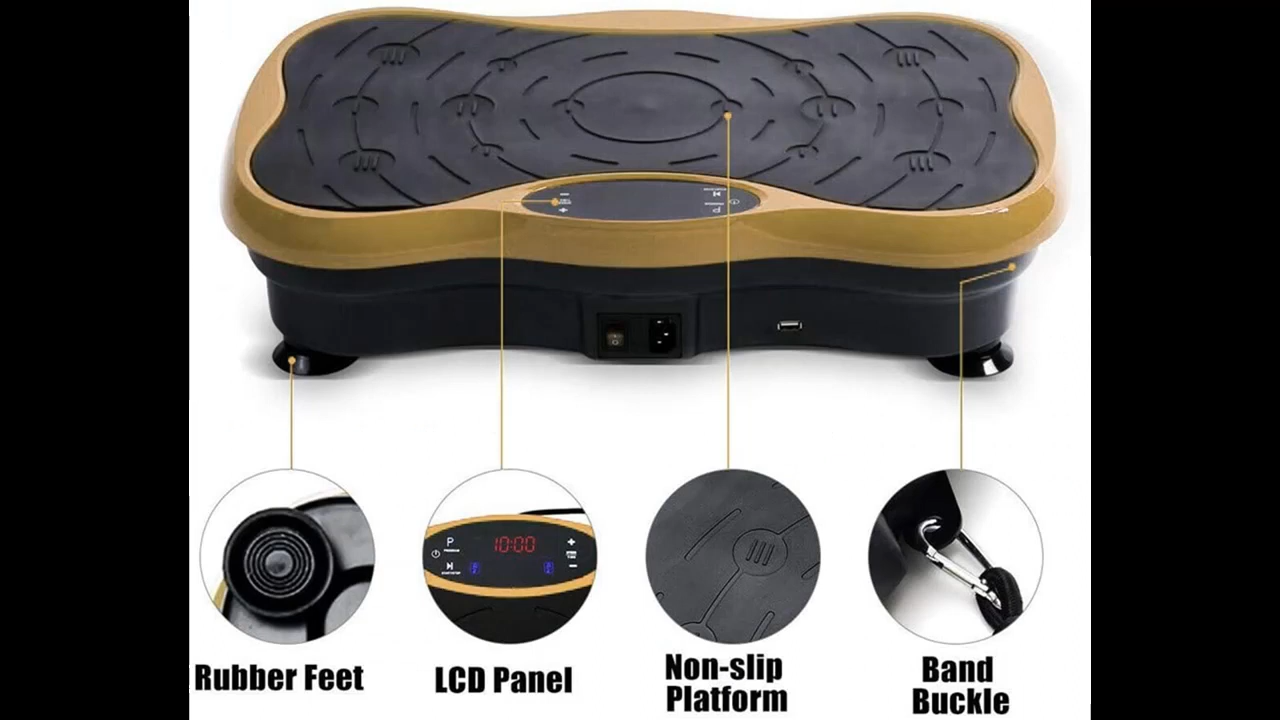 P
10:00
Rubber Feet
LCD Panel
Non-slip
Platform
Band
Buckle